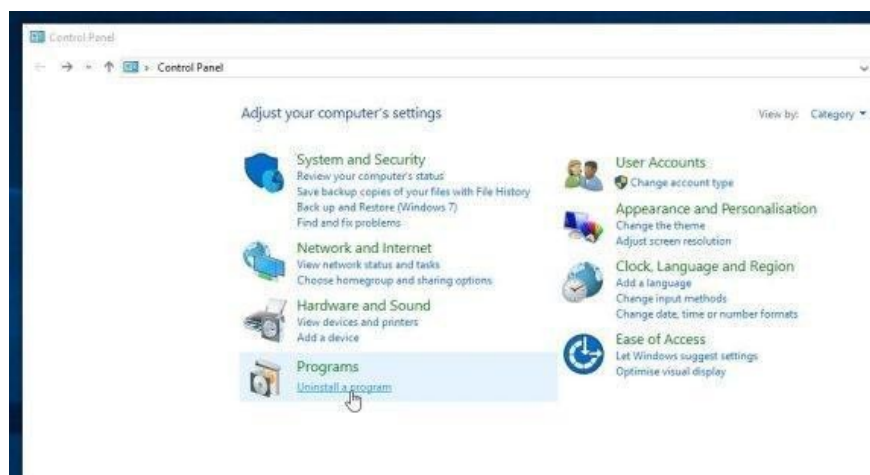 Control Panel
Control Panel
Adjust your computer's settings
View by: Category
System and Security
Review your computer's status
Save backup copies of your files with File History
Back up and Restore (Windows 7)
Find and fix problems
Network and Internet
View network status and tasks
Choose homegroup and sharing options
Hardware and Sound
View devices and printers
Add a device
Programs
Uninstall a program
User Accounts
Change account type
Appearance and Personalisation
Change the theme
Adjust screen resolution
Clock, Language and Region
Add a language
Change input methods
Change date, time or number formats
Ease of Access
Let Windows suggest settings
Optimise visual display